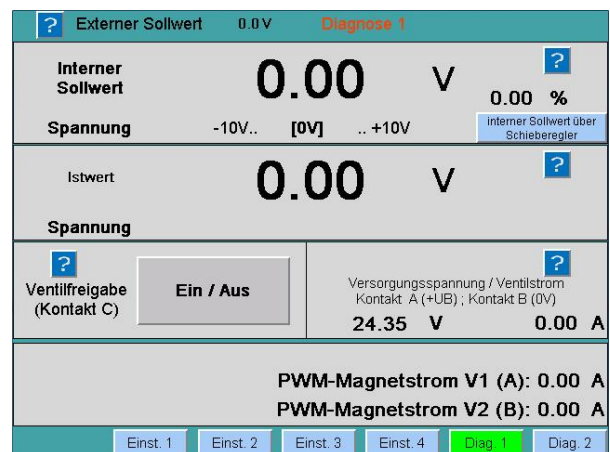 ? Externer Sollwert 0.0 V Diagnose 1
Interner
Sollwert
0.00 V
?
0.00 %
Spannung -10V.. [0V] .. +10V
interner Sollwert über
Schieberegler
Istwert 0.00 V ?
Spannung
?
Ventilfreigabe
(Kontakt C)
Ein / Aus
?
Versorgungsspannung / Ventilstrom
Kontakt A (+UB) ; Kontakt B (0V)
24.35 V 0.00 A
PWM-Magnetstrom V1 (A): 0.00 A
PWM-Magnetstrom V2 (B): 0.00 A
Einst. 1 Einst. 2 Einst. 3 Einst. 4 Diag. 1 Diag. 2